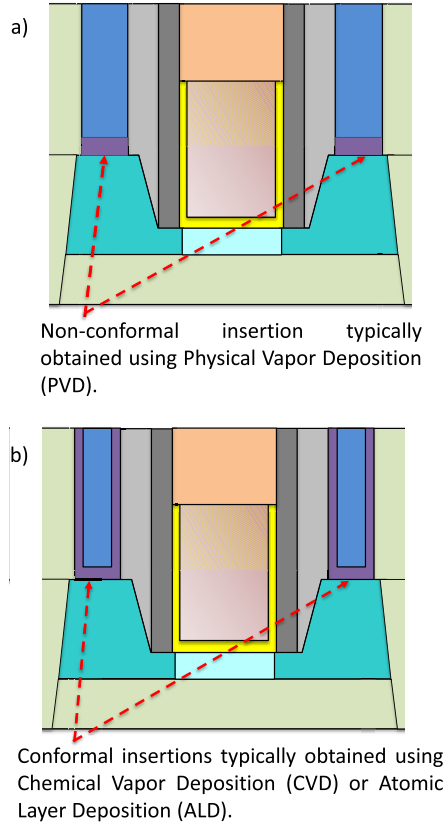 a)
Non-conformal insertion typically
obtained using Physical Vapor Deposition
(PVD).
b)
Conformal insertions typically obtained using
Chemical Vapor Deposition (CVD) or Atomic
Layer Deposition (ALD).